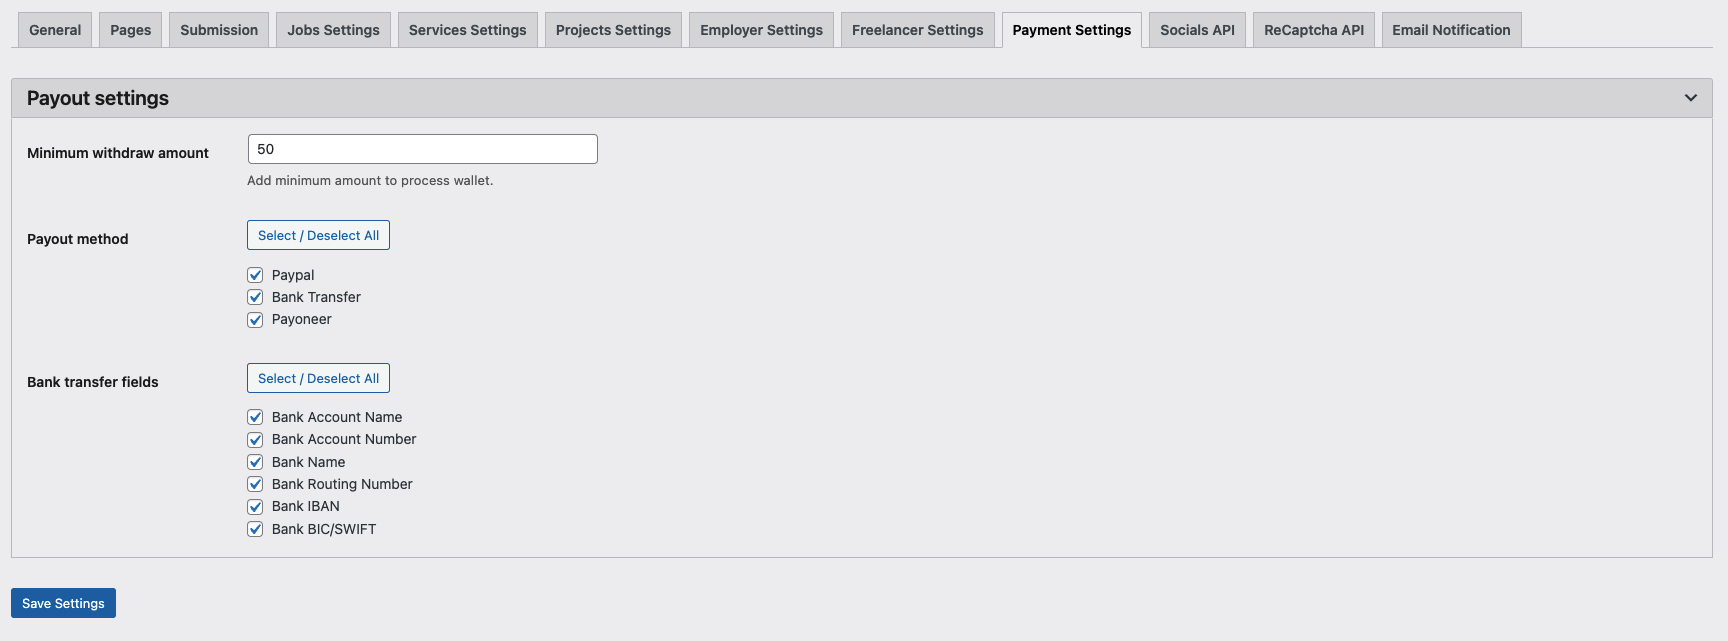 General Pages Submission Jobs Settings Services Settings Projects Settings Employer Settings Freelancer Settings Payment Settings Socials API ReCaptcha API Email Notification
Payout settings
Minimum withdraw amount 50
Add minimum amount to process wallet.
Payout method Select / Deselect All
Paypal
Bank Transfer
Payoneer
Bank transfer fields Select / Deselect All
Bank Account Name
Bank Account Number
Bank Name
Bank Routing Number
Bank IBAN
Bank BIC/SWIFT
Save Settings